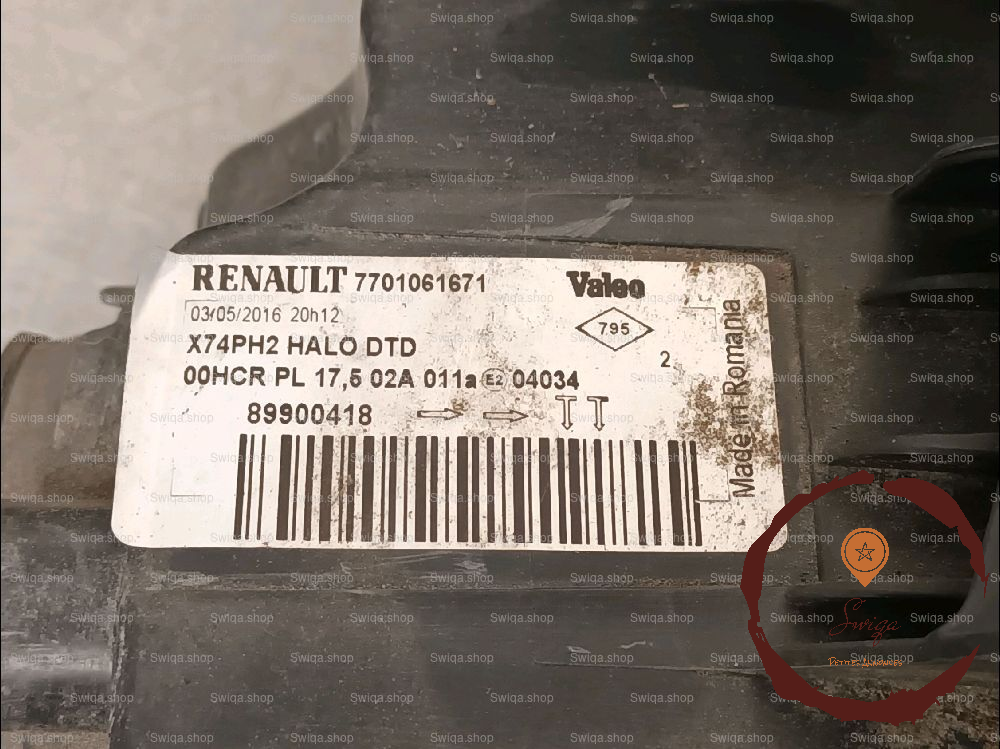 RENAULT 7701061671 Valeo
03/05/2016 20h12
795
X74PH2 HALO DTD
2
00HCR PL 17,5 02A 011a E2 04034
89900418
Made in Romania
Swiqa
Swiqa.shop